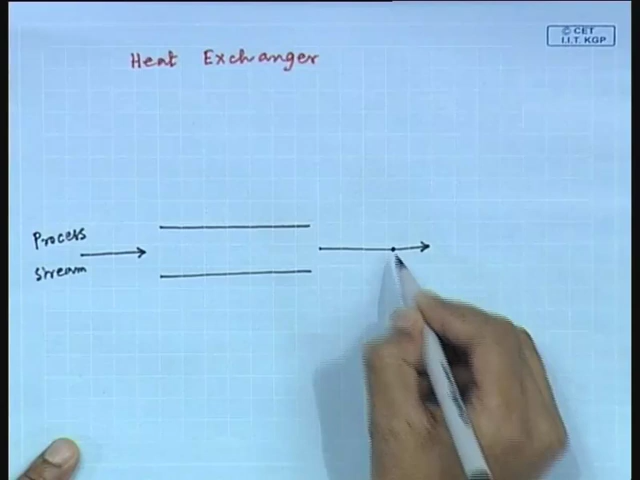 © CET
I.I.T. KGP
Heat Exchanger
Process
Stream